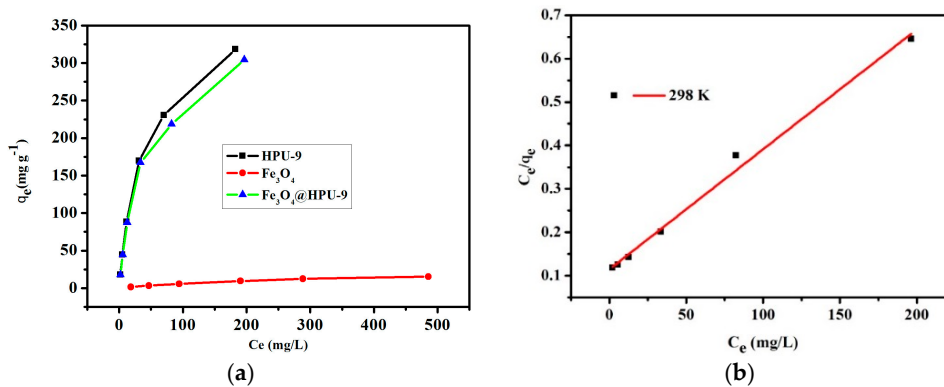 350
300
250
200
150
100
50
0
qe(mg g-1)
HPU-9
Fe3O4
Fe3O4@HPU-9
0 100 200 300 400 500
Ce (mg/L)
(a)
0.7
0.6
0.5
0.4
0.3
0.2
0.1
Ce/qe
298 K
0 50 100 150 200
Ce (mg/L)
(b)